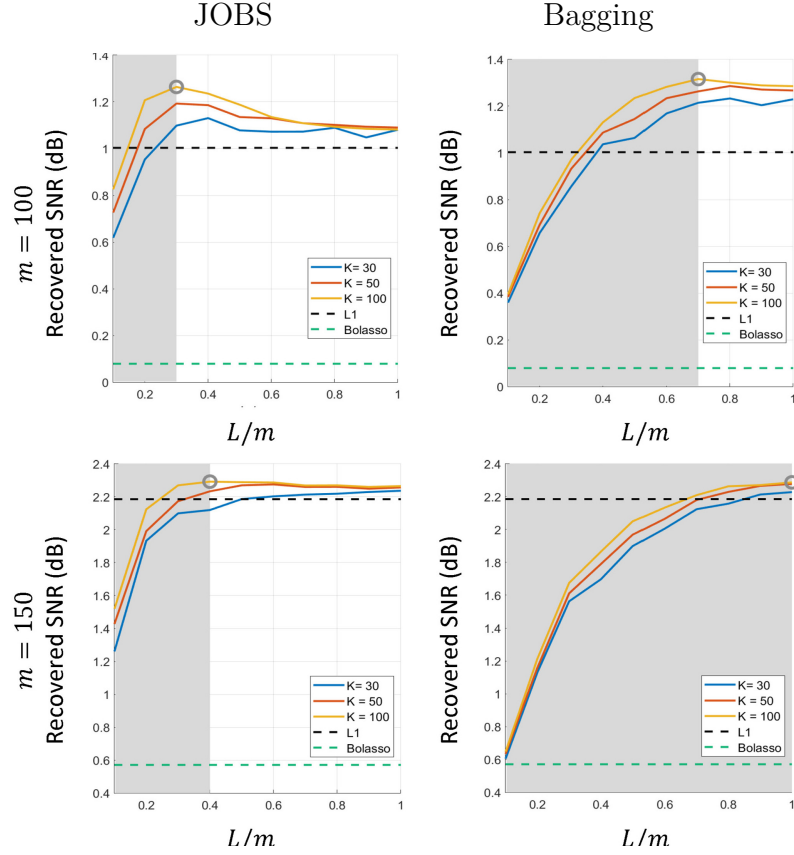 JOBS
Bagging
m = 100
Recovered SNR (dB)
1.4
1.2
1
0.8
0.6
0.4
0.2
0
0.2
0.4
0.6
0.8
1
K= 30
K = 50
K = 100
L1
Bolasso
L/m
Recovered SNR (dB)
1.4
1.2
1
0.8
0.6
0.4
0.2
0
0.2
0.4
0.6
0.8
1
K= 30
K = 50
K = 100
L1
Bolasso
L/m
m = 150
Recovered SNR (dB)
2.4
2.2
2
1.8
1.6
1.4
1.2
1
0.8
0.6
0.4
0.2
0.4
0.6
0.8
1
K= 30
K = 50
K = 100
L1
Bolasso
L/m
Recovered SNR (dB)
2.4
2.2
2
1.8
1.6
1.4
1.2
1
0.8
0.6
0.4
0.2
0.4
0.6
0.8
1
K= 30
K = 50
K = 100
L1
Bolasso
L/m